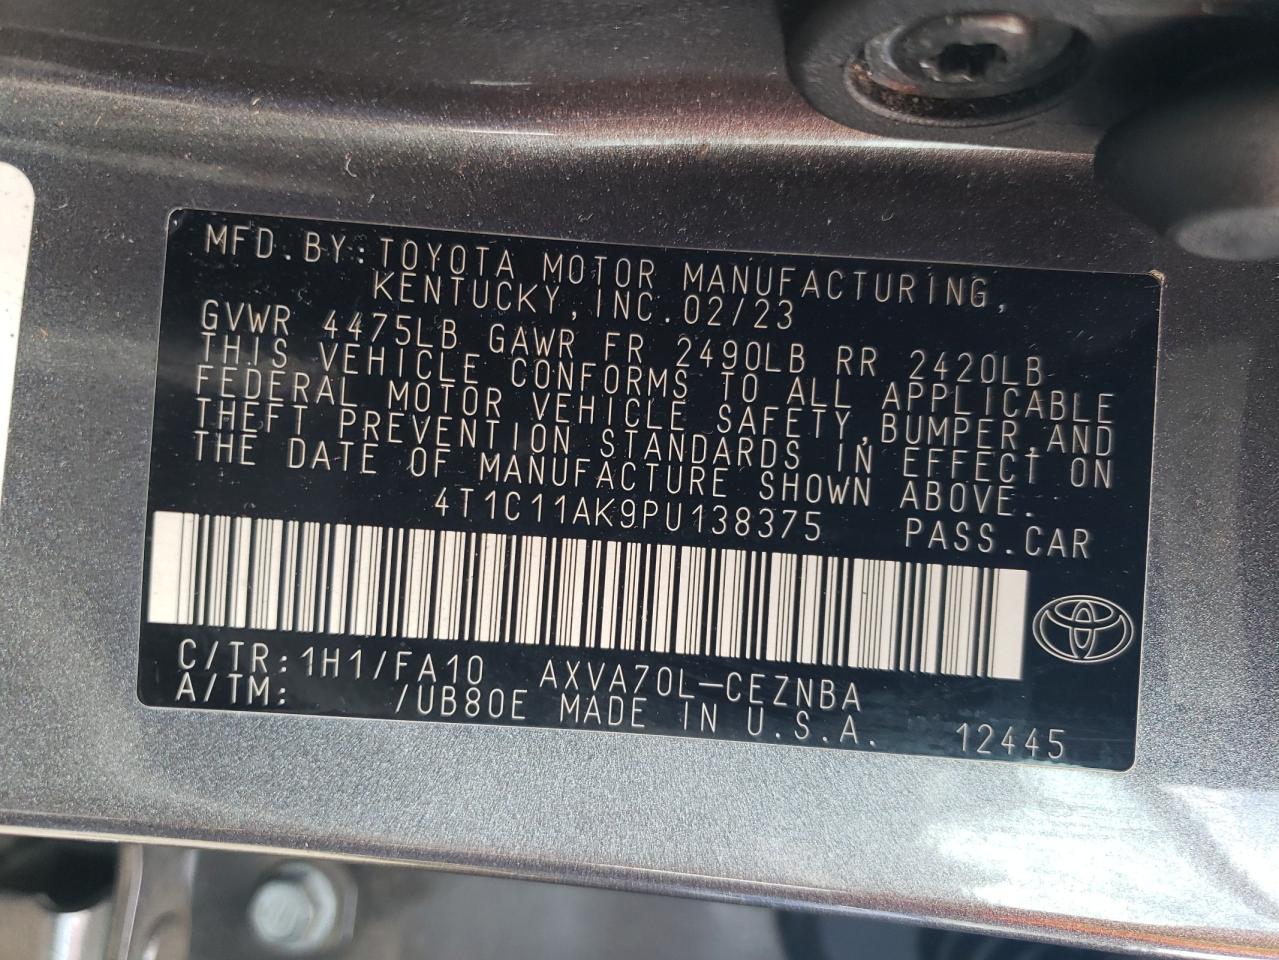 MFD.BY:TOYOTA MOTOR MANUFACTURING,
KENTUCKY,INC.02/23
GVWR 4475LB GAWR FR 2490LB RR 2420LB
THIS VEHICLE CONFORMS TO ALL APPLICABLE
FEDERAL MOTOR VEHICLE SAFETY,BUMPER,AND
THEFT PREVENTION STANDARDS IN EFFECT ON
THE DATE OF MANUFACTURE SHOWN ABOVE.
4T1C11AK9PU138375 PASS.CAR
C/TR:1H1/FA10 AXVA70L-CEZNBA
A/TM: /UB80E MADE IN U.S.A. 12445